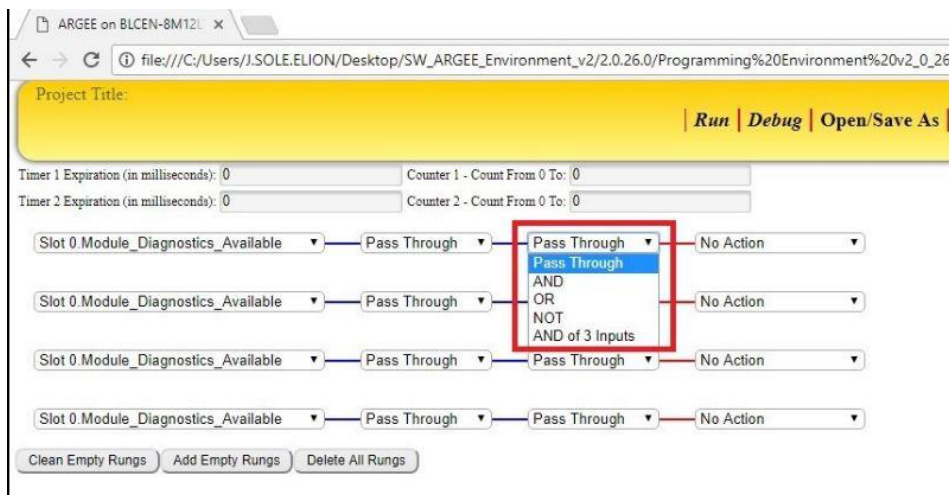 ARGEE on BLCEN-8M12L
file:///C:/Users/J.SOLE.ELION/Desktop/SW_ARGEE_Environment_v2/2.0.26.0/Programming%20Environment%20v2_0_26
Project Title:
Run | Debug | Open/Save As |
Timer 1 Expiration (in milliseconds): 0 Counter 1 - Count From 0 To: 0
Timer 2 Expiration (in milliseconds): 0 Counter 2 - Count From 0 To: 0
Slot 0.Module_Diagnostics_Available Pass Through Pass Through No Action
Pass Through
AND
OR
NOT
AND of 3 Inputs
Slot 0.Module_Diagnostics_Available Pass Through No Action
Slot 0.Module_Diagnostics_Available Pass Through Pass Through No Action
Slot 0.Module_Diagnostics_Available Pass Through Pass Through No Action
Clean Empty Rungs Add Empty Rungs Delete All Rungs